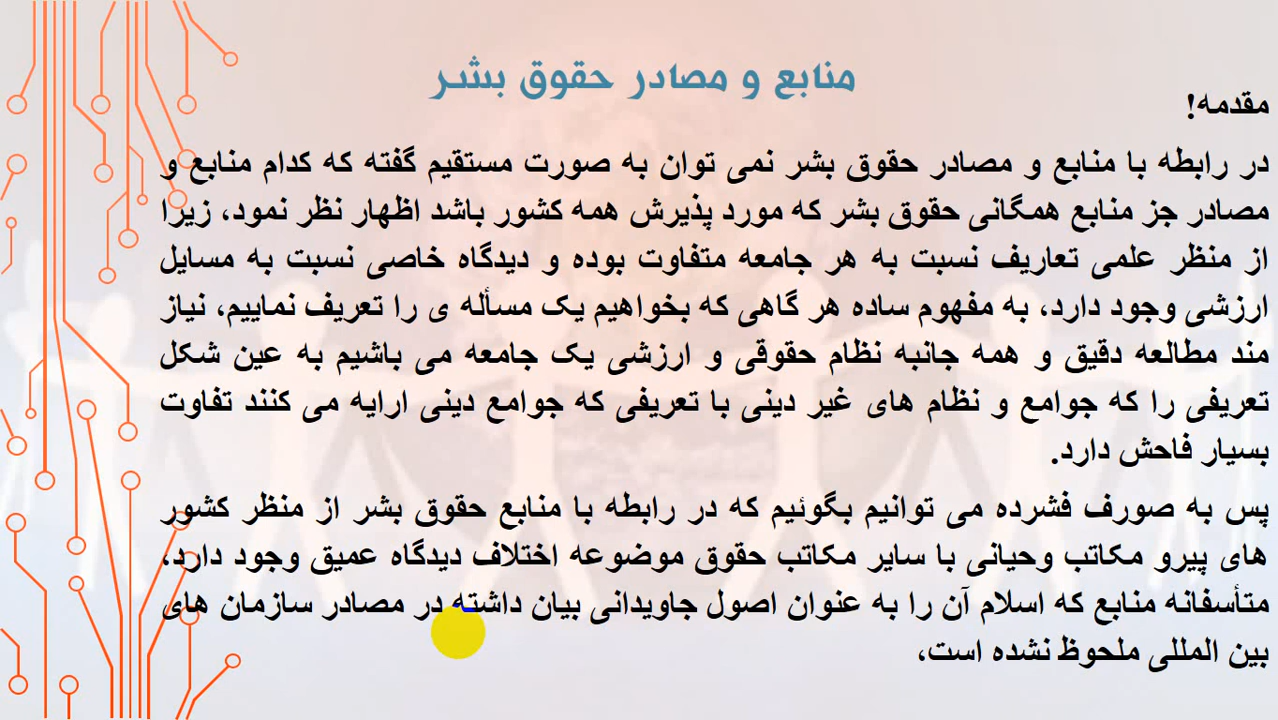 منابع و مصادر حقوق بشر
مقدمه!
در رابطه با منابع و مصادر حقوق بشر نمی توان به صورت مستقیم گفته که کدام منابع و
مصادر جز منابع همگانی حقوق بشر که مورد پذیرش همه کشور باشد اظهار نظر نمود، زیرا
از منظر علمی تعاریف نسبت به هر جامعه متفاوت بوده و دیدگاه خاصی نسبت به مسایل
ارزشی وجود دارد، به مفهوم ساده هر گاهی که بخواهیم یک مسأله ی را تعریف نماییم، نیاز
مند مطالعه دقیق و همه جانبه نظام حقوقی و ارزشی یک جامعه می باشیم به عین شکل
تعریفی را که جوامع و نظام های غیر دینی با تعریفی که جوامع دینی ارایه می کنند تفاوت
بسیار فاحش دارد.
پس به صورف فشرده می توانیم بگوئیم که در رابطه با منابع حقوق بشر از منظر کشور
های پیرو مکاتب وحیانی با سایر مکاتب حقوق موضوعه اختلاف دیدگاه عمیق وجود دارد،
متأسفانه منابع که اسلام آن را به عنوان اصول جاویدانی بیان داشته در مصادر سازمان های
بین المللی ملحوظ نشده است،